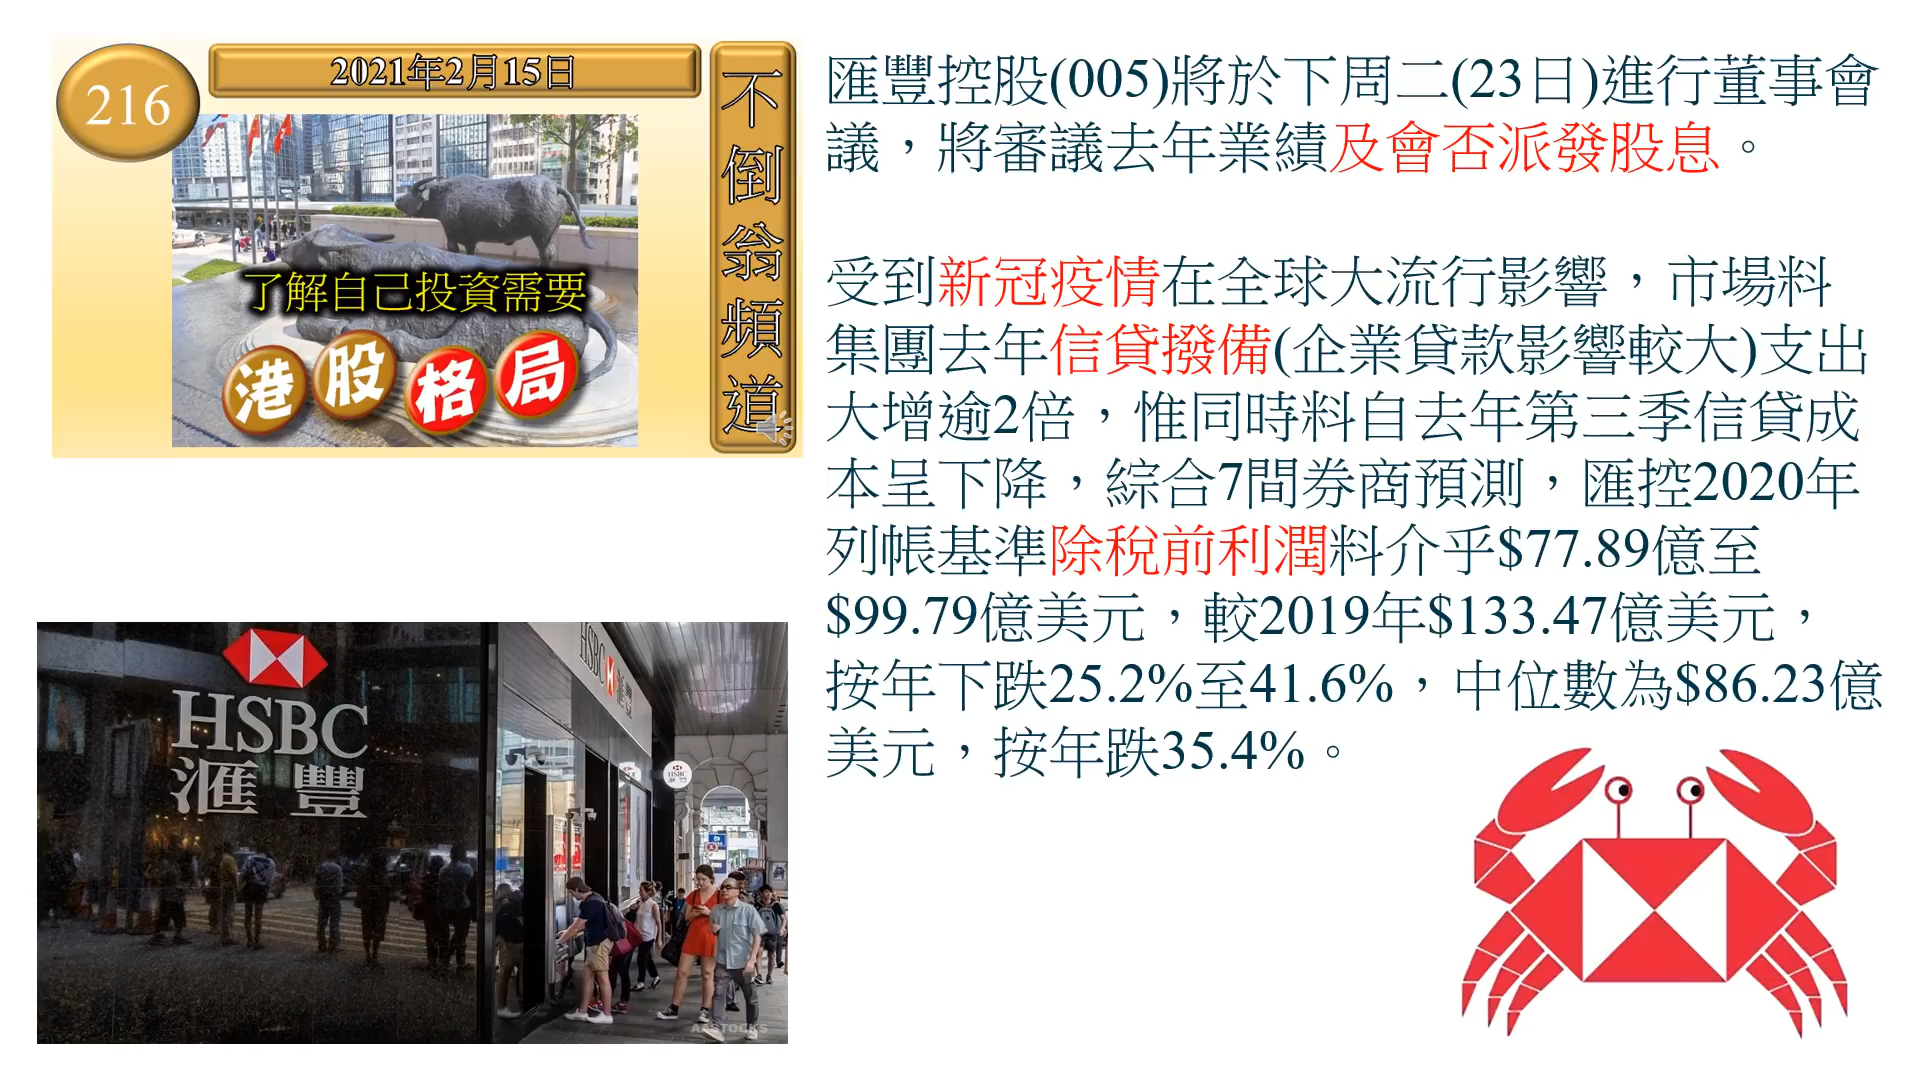 216
2021年2月15日
不倒翁頻道
了解自己投資需要
港股格局
匯豐控股(005)將於下周二(23日)進行董事會
議，將審議去年業績及會否派發股息。
受到新冠疫情在全球大流行影響，市場料
集團去年信貸撥備(企業貸款影響較大)支出
大增逾2倍，惟同時料自去年第三季信貸成
本呈下降，綜合7間券商預測，匯控2020年
列帳基準除稅前利潤料介乎$77.89億至
$99.79億美元，較2019年$133.47億美元，
按年下跌25.2%至41.6%，中位數為$86.23億
美元，按年跌35.4%。
HSBC
滙豐
HSBC
滙豐
HSBC
AASTOCKS